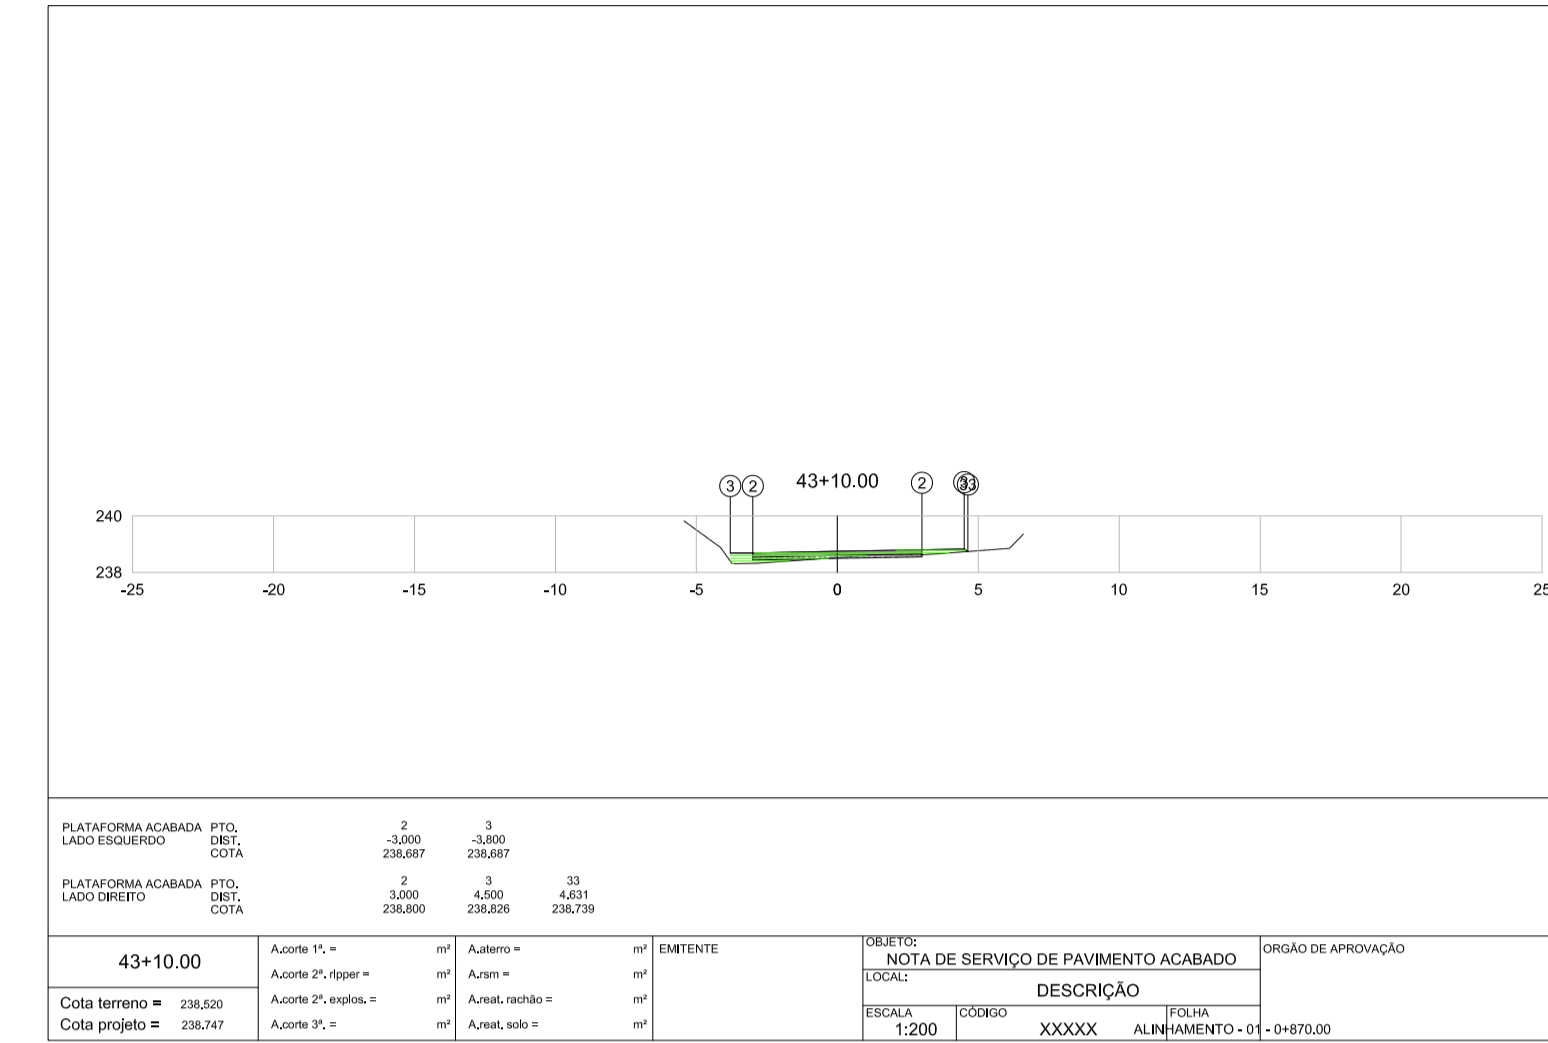 3 2 43+10.00 2 33
240
238
-25 -20 -15 -10 -5 0 5 10 15 20 25
PLATAFORMA ACABADA PTO. 2 3
LADO ESQUERDO DIST. -3.000 -3.800
COTA 238.687 238.687
PLATAFORMA ACABADA PTO. 2 3 33
LADO DIREITO DIST. 3.000 4.500 4.631
COTA 238.800 238.826 238.739
43+10.00
Cota terreno = 238.520
Cota projeto = 238.747
A.corte 1ª. = m²
A.corte 2ª. ripper = m²
A.corte 2ª. explos. = m²
A.corte 3ª. = m²
A.aterro = m²
A.rsm = m²
A.reat. rachão = m²
A.reat. solo = m²
EMITENTE
OBJETO:
NOTA DE SERVIÇO DE PAVIMENTO ACABADO
LOCAL:
DESCRIÇÃO
ESCALA
1:200
CÓDIGO
XXXXX
FOLHA
ALINHAMENTO - 01 - 0+870.00
ORGÃO DE APROVAÇÃO